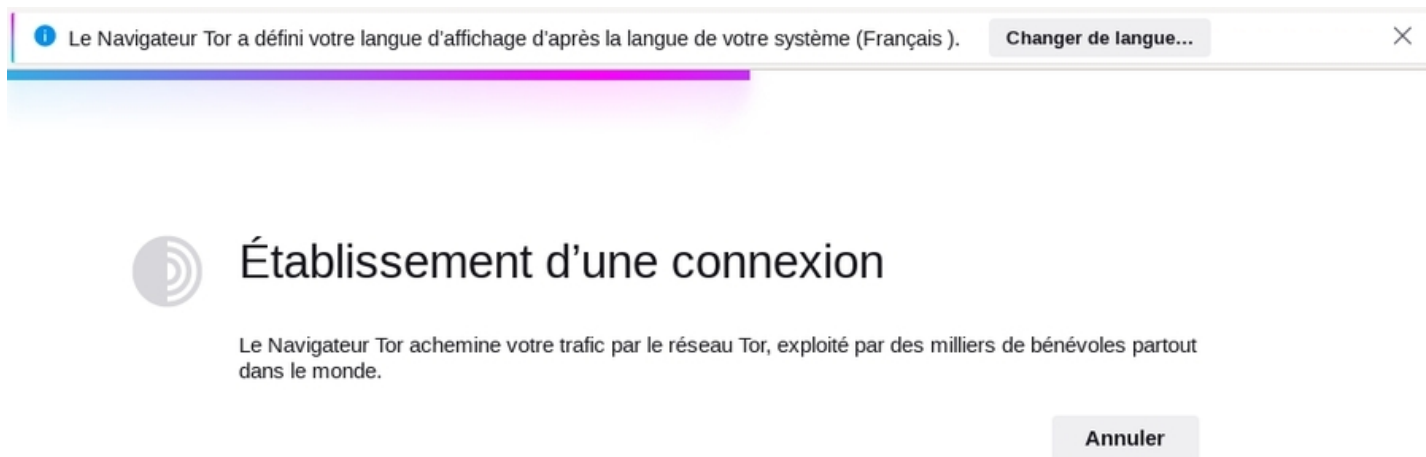 Le Navigateur Tor a défini votre langue d’affichage d’après la langue de votre système (Français ).
Changer de langue…
Établissement d’une connexion
Le Navigateur Tor achemine votre trafic par le réseau Tor, exploité par des milliers de bénévoles partout
dans le monde.
Annuler